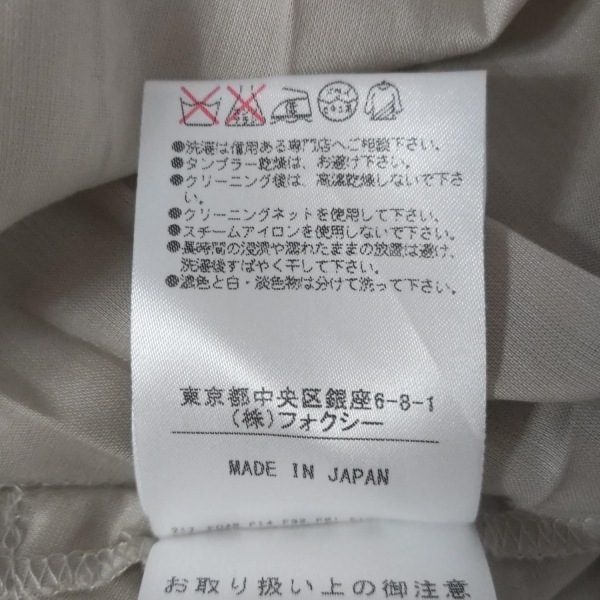 ●洗濯は信用ある専門店へご相談下さい。
●タンブラー乾燥は、お避け下さい。
●クリーニング後は、高温乾燥しないで下さ
い。
●クリーニングネットを使用して下さい。
●スチームアイロンを使用しないで下さい。
●長時間の浸漬や濡れたままの放置は避け、
洗濯後すばやく干して下さい。
●濃色と白・淡色物は分けて洗って下さい。
東京都中央区銀座6-8-1
(株)フォクシー
MADE IN JAPAN
お取り扱い上の御注意